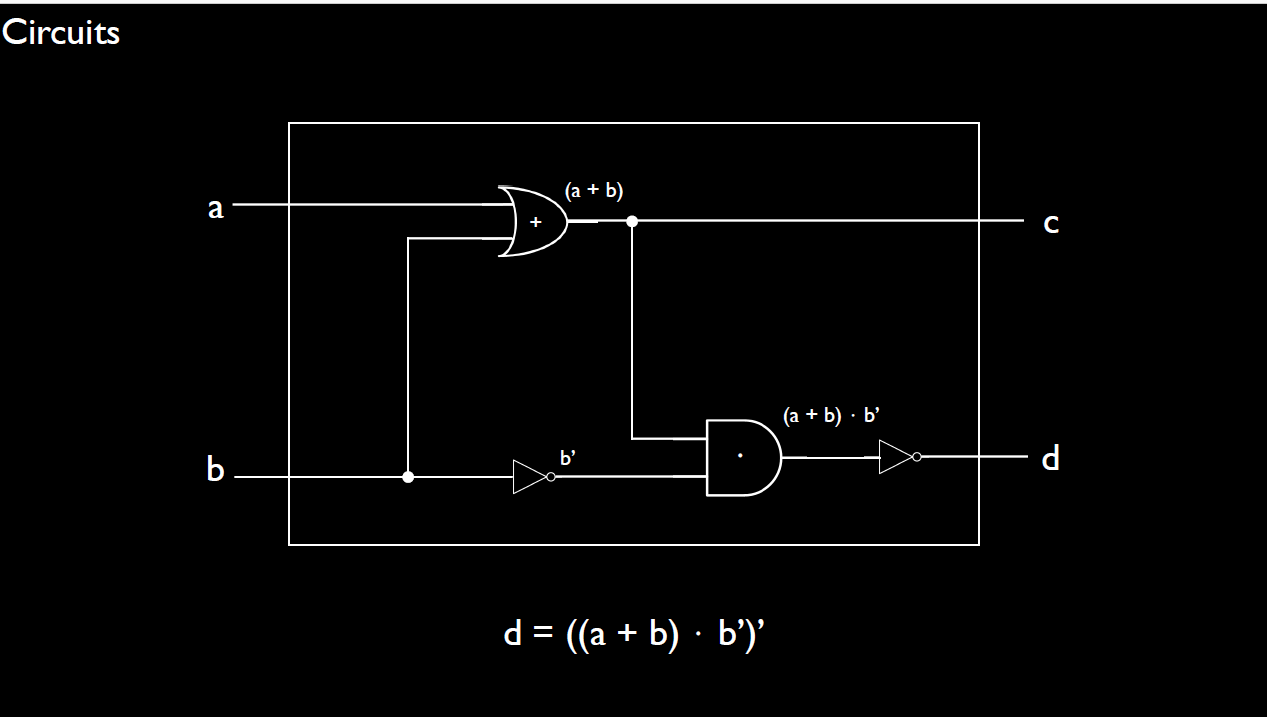 Circuits
(a + b)
a
+
c
(a + b) · b’
b’
·
d
b
d = ((a + b) · b’)’